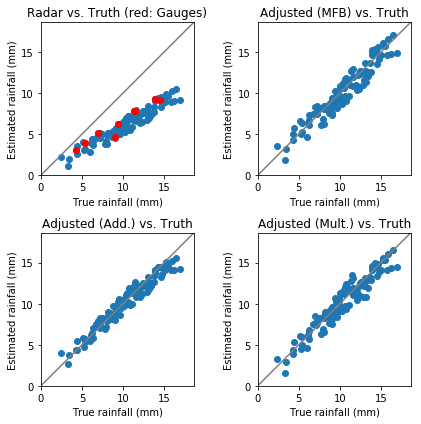 Radar vs. Truth (red: Gauges)
Adjusted (MFB) vs. Truth
Estimated rainfall (mm)
15
10
5
0
0 5 10 15
True rainfall (mm)
Estimated rainfall (mm)
15
10
5
0
0 5 10 15
True rainfall (mm)
Adjusted (Add.) vs. Truth
Adjusted (Mult.) vs. Truth
Estimated rainfall (mm)
15
10
5
0
0 5 10 15
True rainfall (mm)
Estimated rainfall (mm)
15
10
5
0
0 5 10 15
True rainfall (mm)